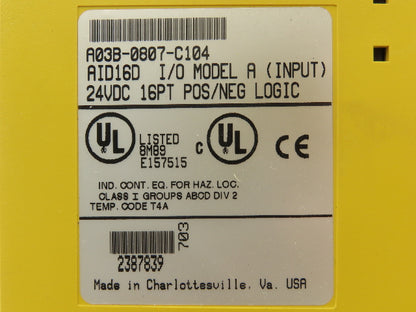 A03B-0807-C104
AID16D I/O MODEL A (INPUT)
24VDC 16PT POS/NEG LOGIC
UL LISTED C UL CE
8M89
E157515
IND. CONT. EQ. FOR HAZ. LOC.
CLASS I GROUPS ABCD DIV 2
TEMP. CODE T4A
703
2387839
Made in Charlottesville, Va. USA